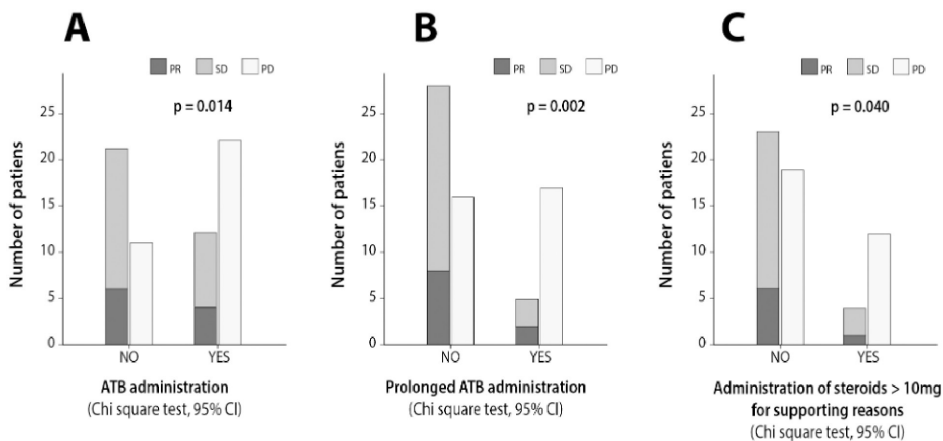 A
PR SD PD
p = 0.014
Number of patiens
25
20
15
10
5
0
NO YES
ATB administration
(Chi square test, 95% CI)
B
PR SD PD
p = 0.002
Number of patiens
25
20
15
10
5
0
NO YES
Prolonged ATB administration
(Chi square test, 95% CI)
C
PR SD PD
p = 0.040
Number of patiens
25
20
15
10
5
0
NO YES
Administration of steroids > 10mg
for supporting reasons
(Chi square test, 95% CI)